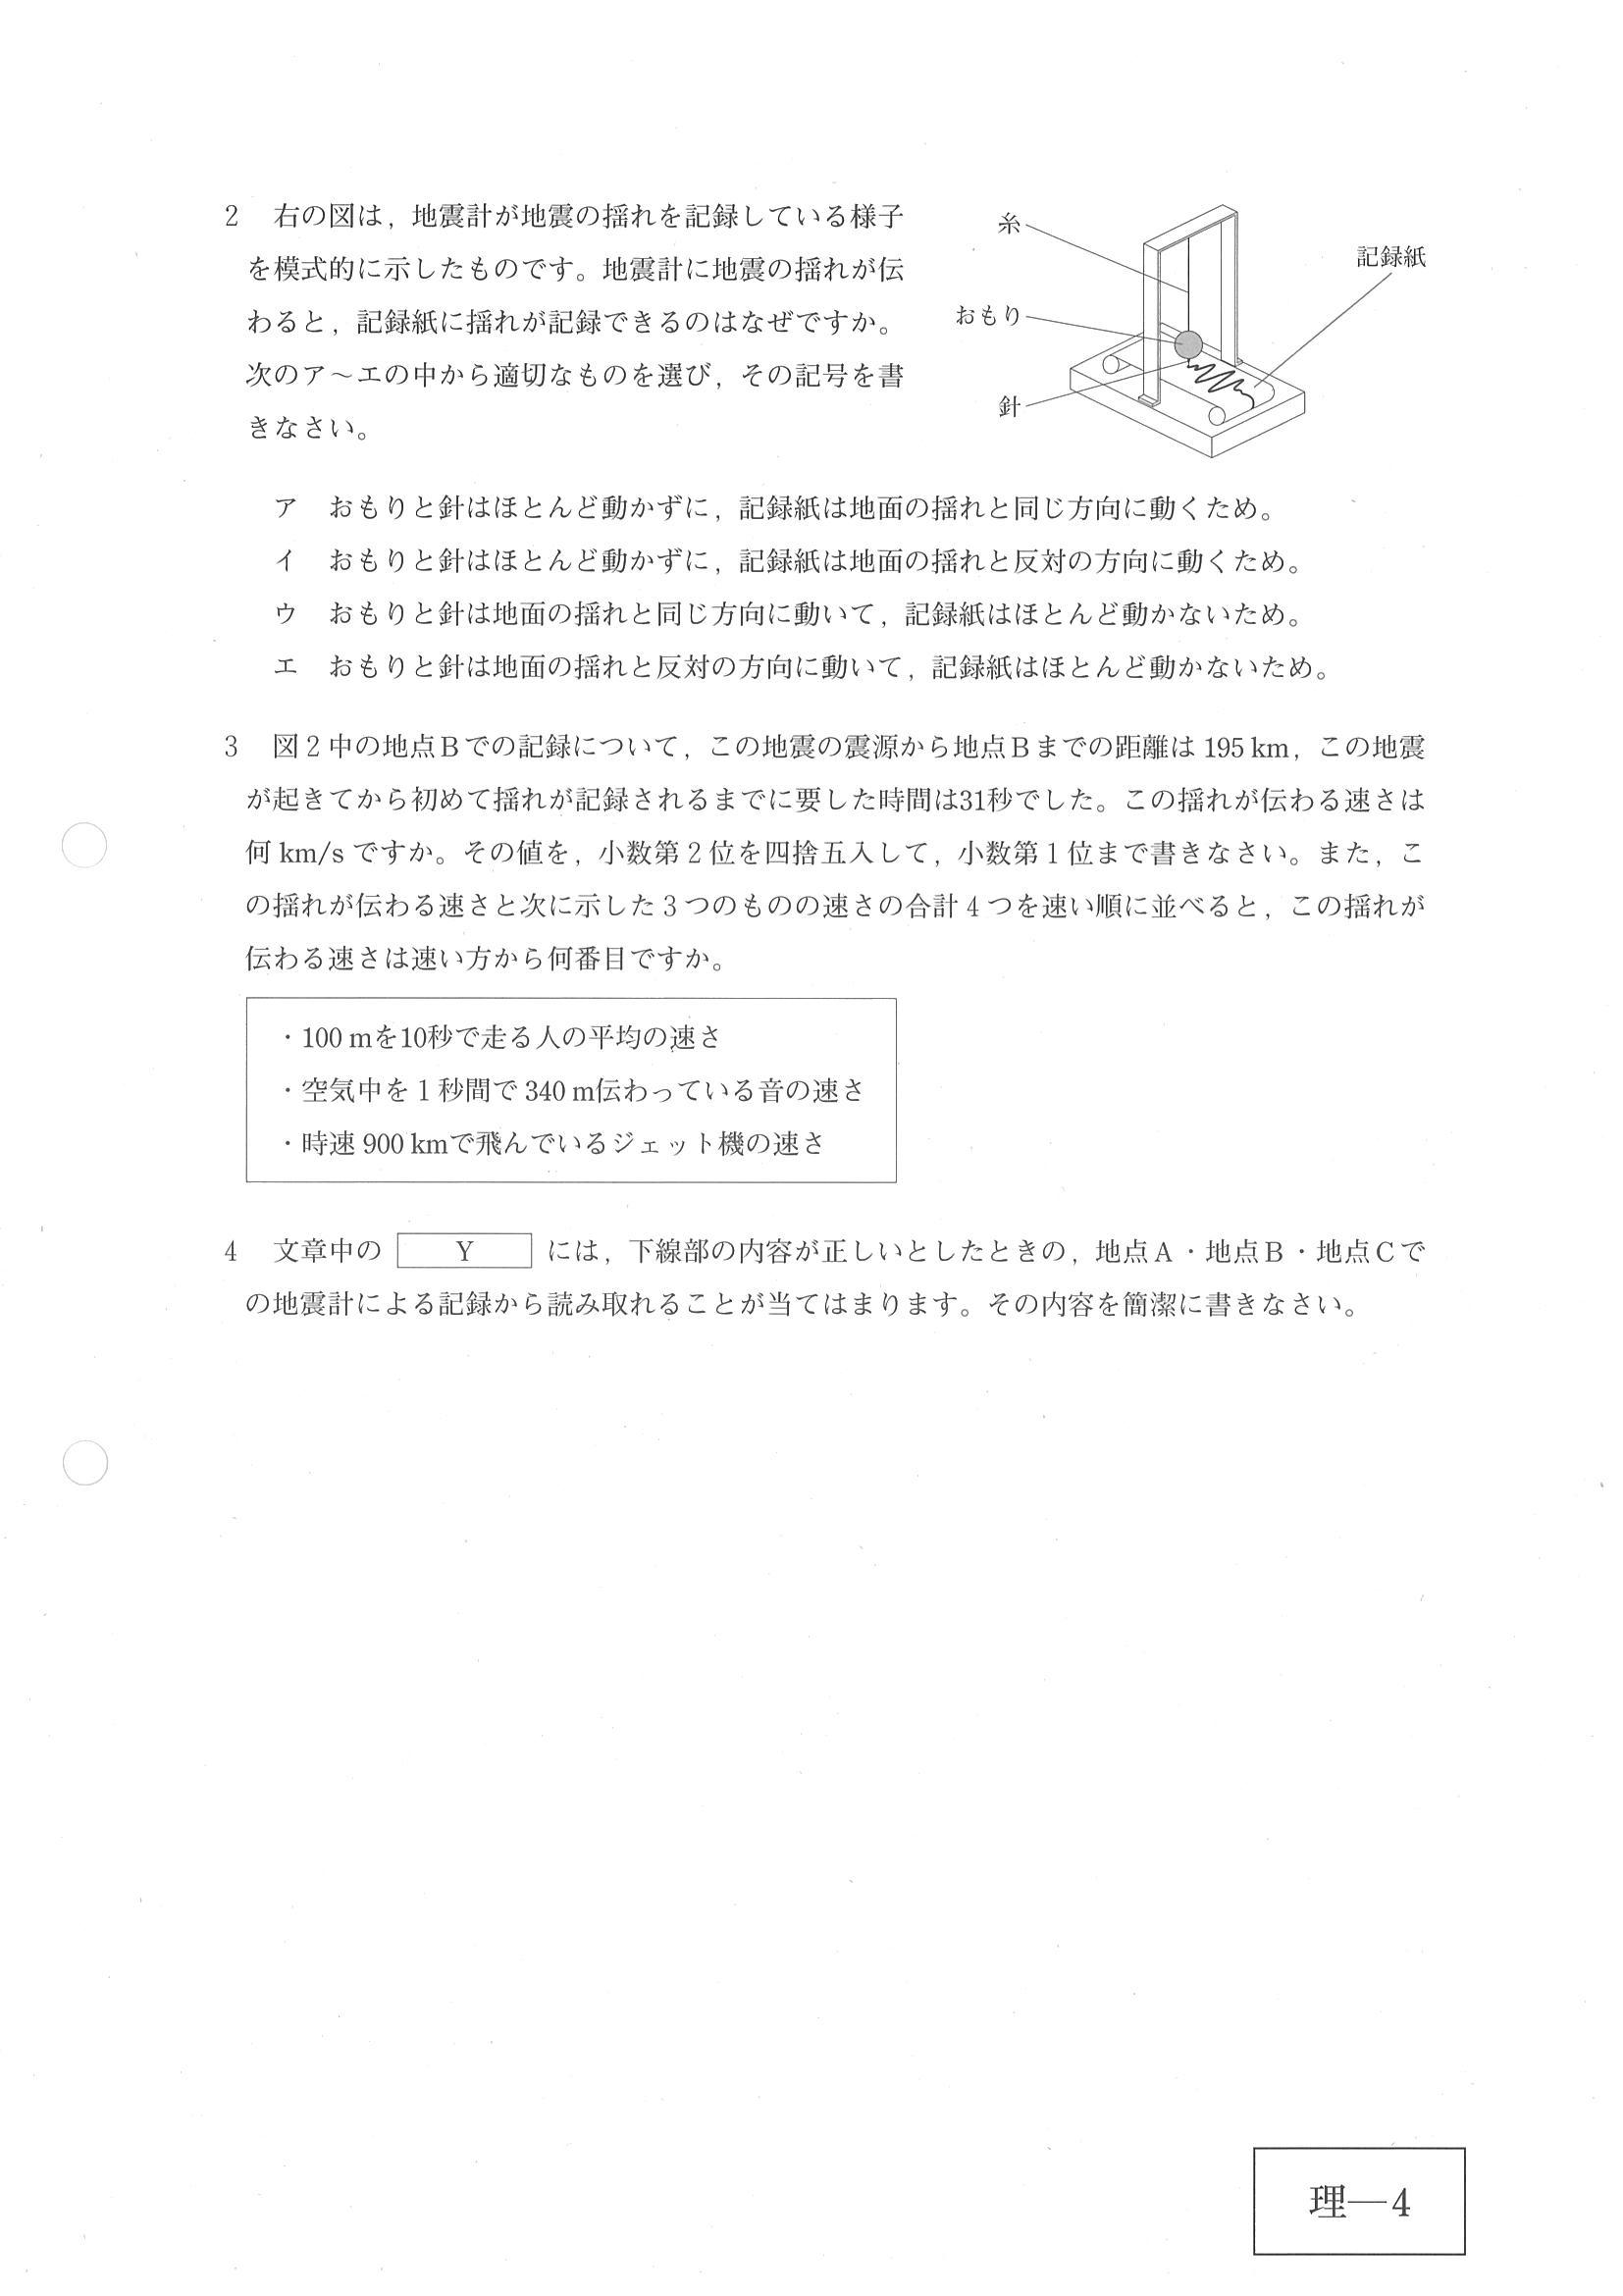 2　右の図は，地震計が地震の揺れを記録している様子
を模式的に示したものです。地震計に地震の揺れが伝
わると，記録紙に揺れが記録できるのはなぜですか。
次のア～エの中から適切なものを選び，その記号を書
きなさい。
糸
記録紙
おもり
針
ア　おもりと針はほとんど動かずに，記録紙は地面の揺れと同じ方向に動くため。
イ　おもりと針はほとんど動かずに，記録紙は地面の揺れと反対の方向に動くため。
ウ　おもりと針は地面の揺れと同じ方向に動いて，記録紙はほとんど動かないため。
エ　おもりと針は地面の揺れと反対の方向に動いて，記録紙はほとんど動かないため。
3　図2中の地点Bでの記録について，この地震の震源から地点Bまでの距離は195 km，この地震
が起きてから初めて揺れが記録されるまでに要した時間は31秒でした。この揺れが伝わる速さは
何 km/s ですか。その値を，小数第2位を四捨五入して，小数第1位まで書きなさい。また，こ
の揺れが伝わる速さと次に示した3つのものの速さの合計4つを速い順に並べると，この揺れが
伝わる速さは速い方から何番目ですか。
・100 mを10秒で走る人の平均の速さ
・空気中を1秒間で340 m伝わっている音の速さ
・時速900 kmで飛んでいるジェット機の速さ
4　文章中の　Y　には，下線部の内容が正しいとしたときの，地点A・地点B・地点Cで
の地震計による記録から読み取れることが当てはまります。その内容を簡潔に書きなさい。
理―4